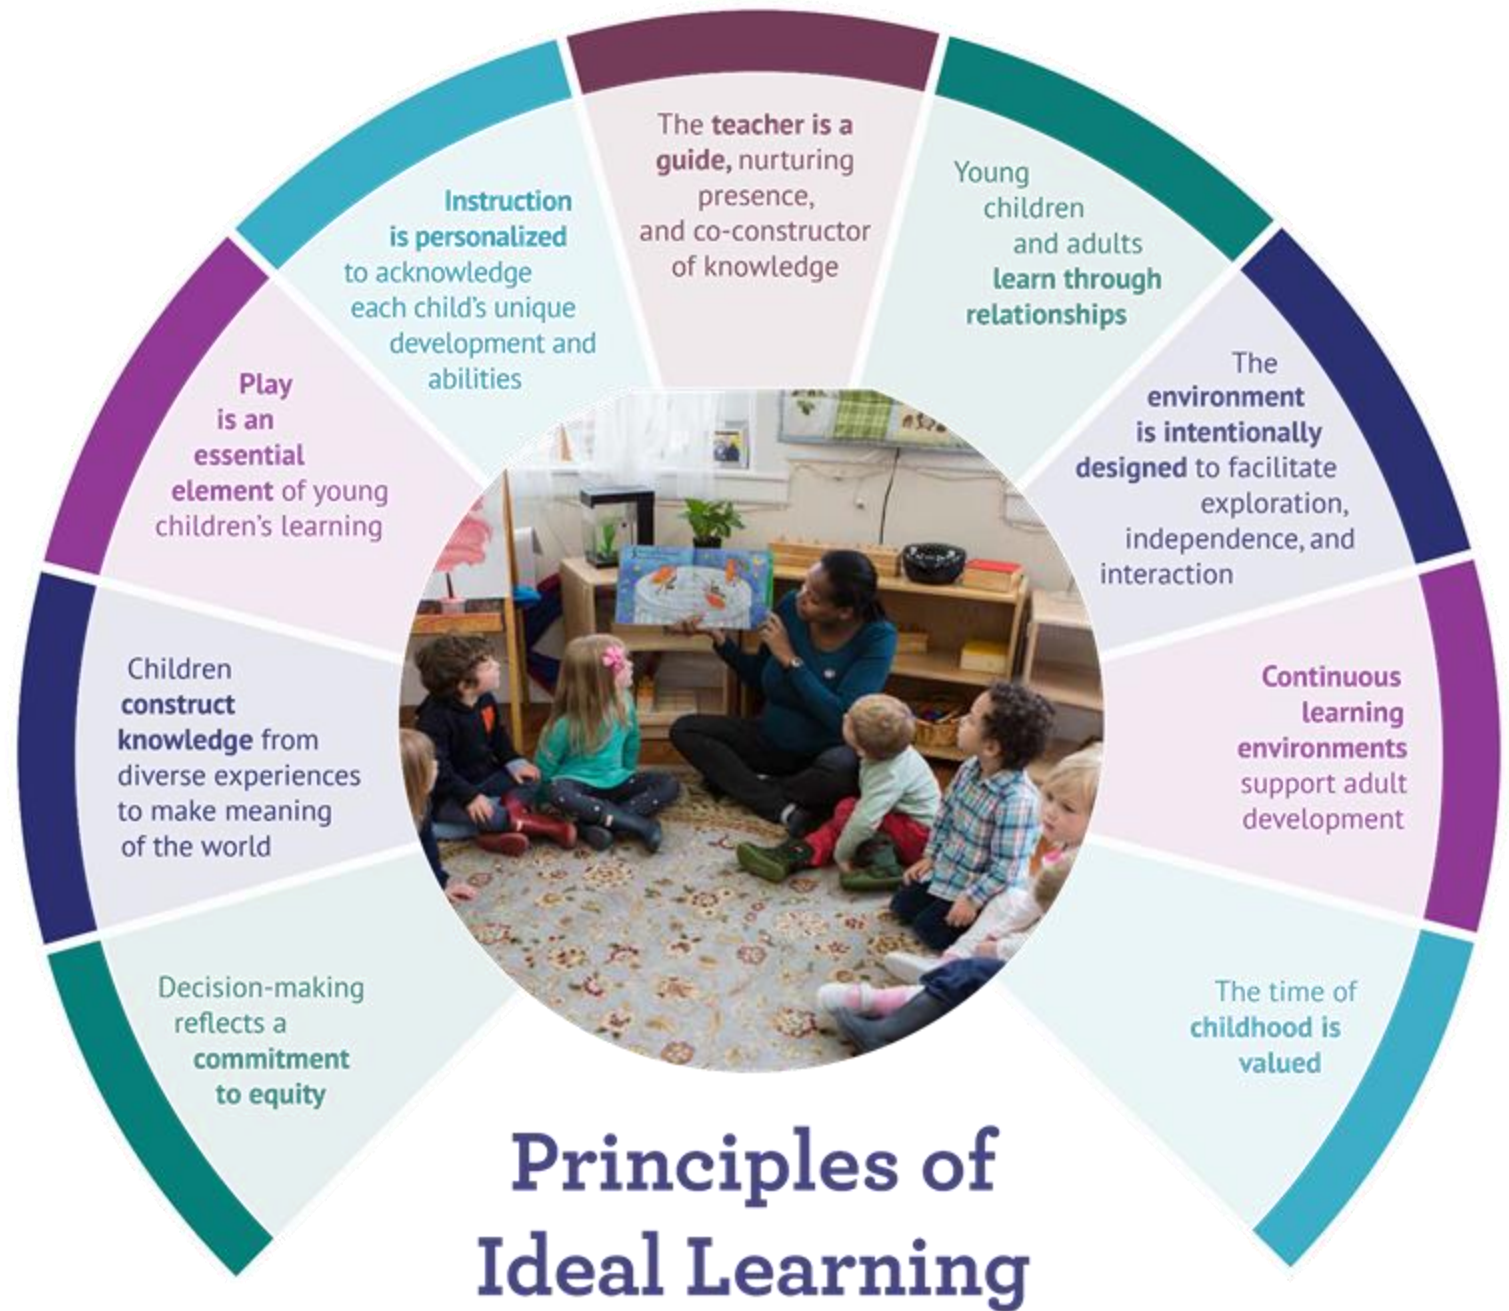 Decision-making
reflects a
commitment
to equity
Children
construct
knowledge from
diverse experiences
to make meaning
of the world
Play
is an
essential
element of young
children's learning
Instruction
is personalized
to acknowledge
each child's unique
development and
abilities
The teacher is a
guide, nurturing
presence,
and co-constructor
of knowledge
Young
children
and adults
learn through
relationships
The
environment
is intentionally
designed to facilitate
exploration,
independence, and
interaction
Continuous
learning
environments
support adult
development
The time of
childhood is
valued
Principles of
Ideal Learning